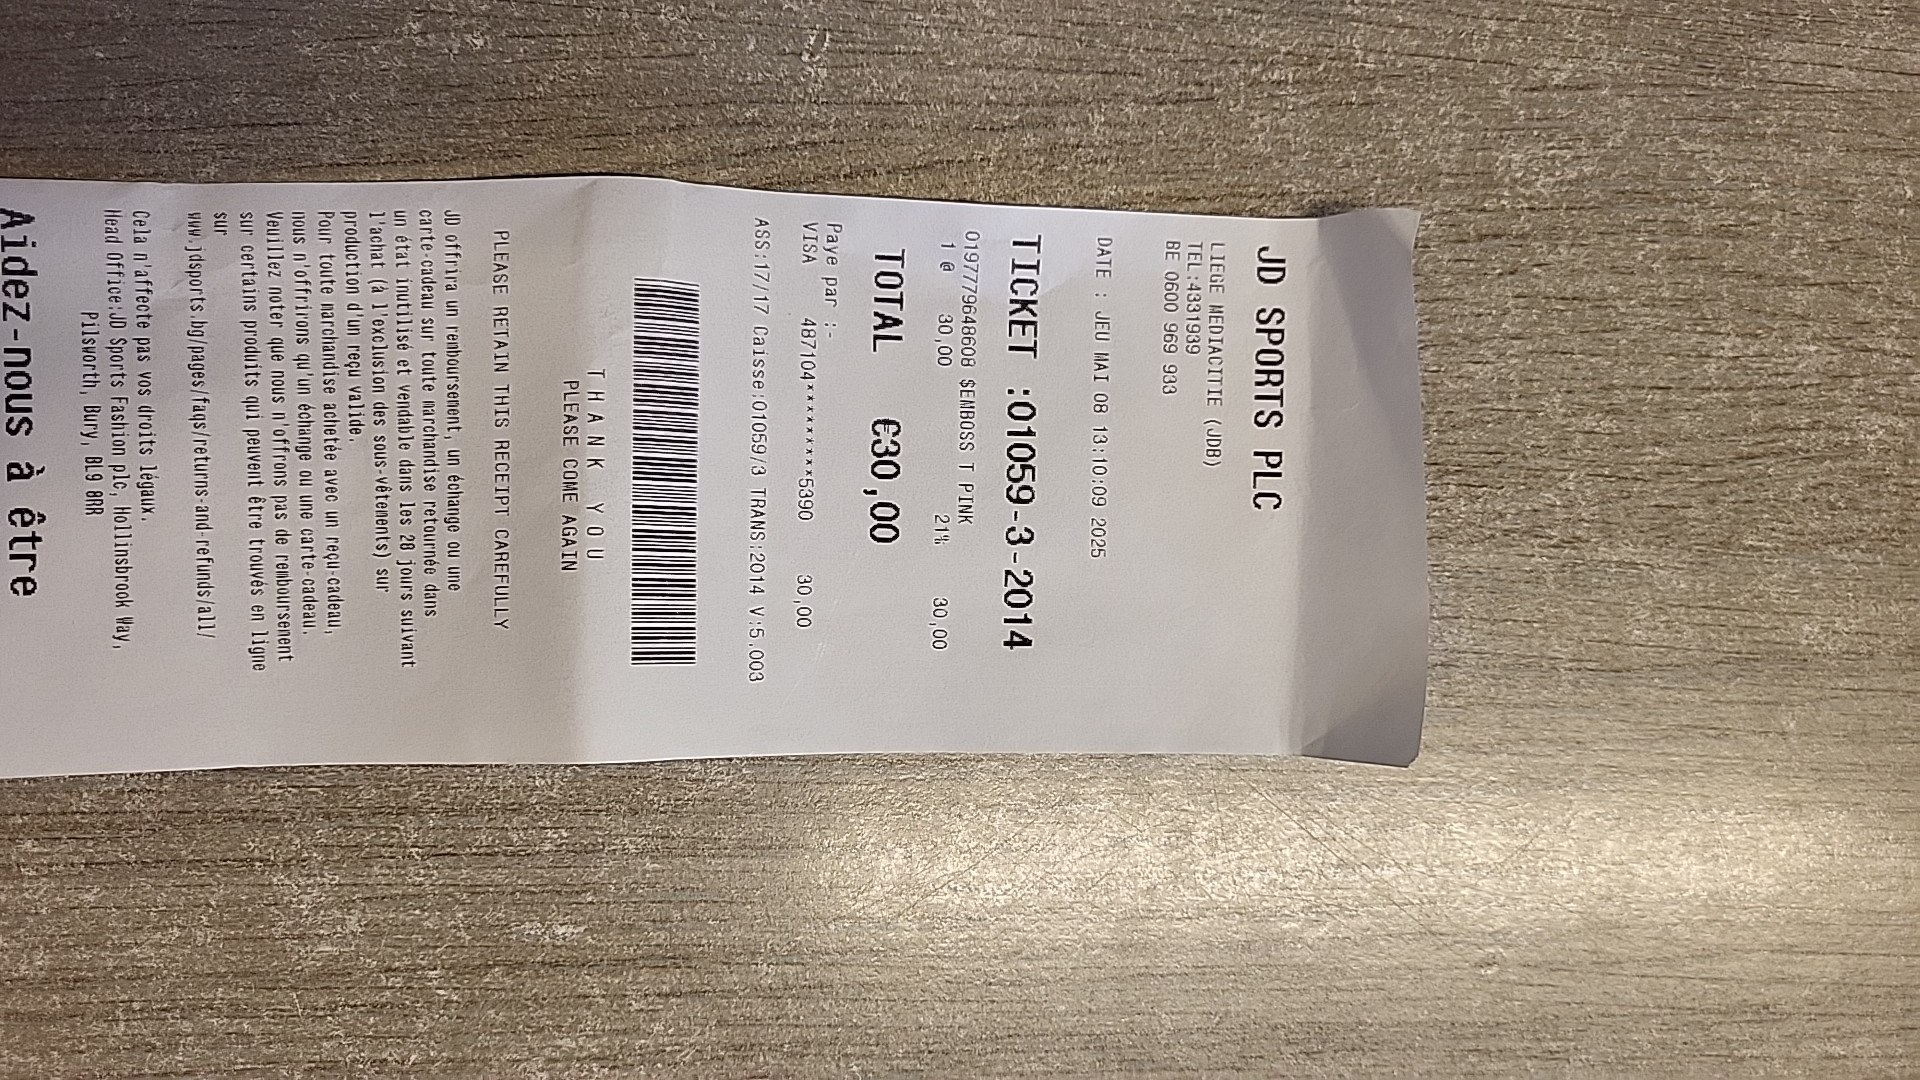 JD SPORTS PLC
LIEGE MEDIACITIE (JDB)
TEL:4331939
BE 0600 969 933
DATE : JEU MAI 08 13:10:09 2025
TICKET :01059-3-2014
0197779648608 $EMBOSS T PINK
1 @ 30,00 21% 30,00
TOTAL €30,00
Paye par :-
VISA 487104*********5390 30,00
ASS:17/17 Caisse:01059/3 TRANS:2014 V:5.003
T H A N K Y O U
PLEASE COME AGAIN
PLEASE RETAIN THIS RECEIPT CAREFULLY
JD offrira un remboursement, un échange ou une
carte-cadeau sur toute marchandise retournée dans
un état inutilisé et vendable dans les 28 jours suivant
l'achat (à l'exclusion des sous-vêtements) sur
production d'un reçu valide.
Pour toute marchandise achetée avec un reçu-cadeau,
nous n'offrirons qu'un échange ou une carte-cadeau.
Veuillez noter que nous n'offrons pas de remboursement
sur certains produits qui peuvent être trouvés en ligne
sur
www.jdsports.bg/pages/faqs/returns-and-refunds/all/
Cela n'affecte pas vos droits légaux.
Head Office:JD Sports Fashion plc, Hollinsbrook Way,
Pilsworth, Bury, BL9 8RR
Aidez-nous à être